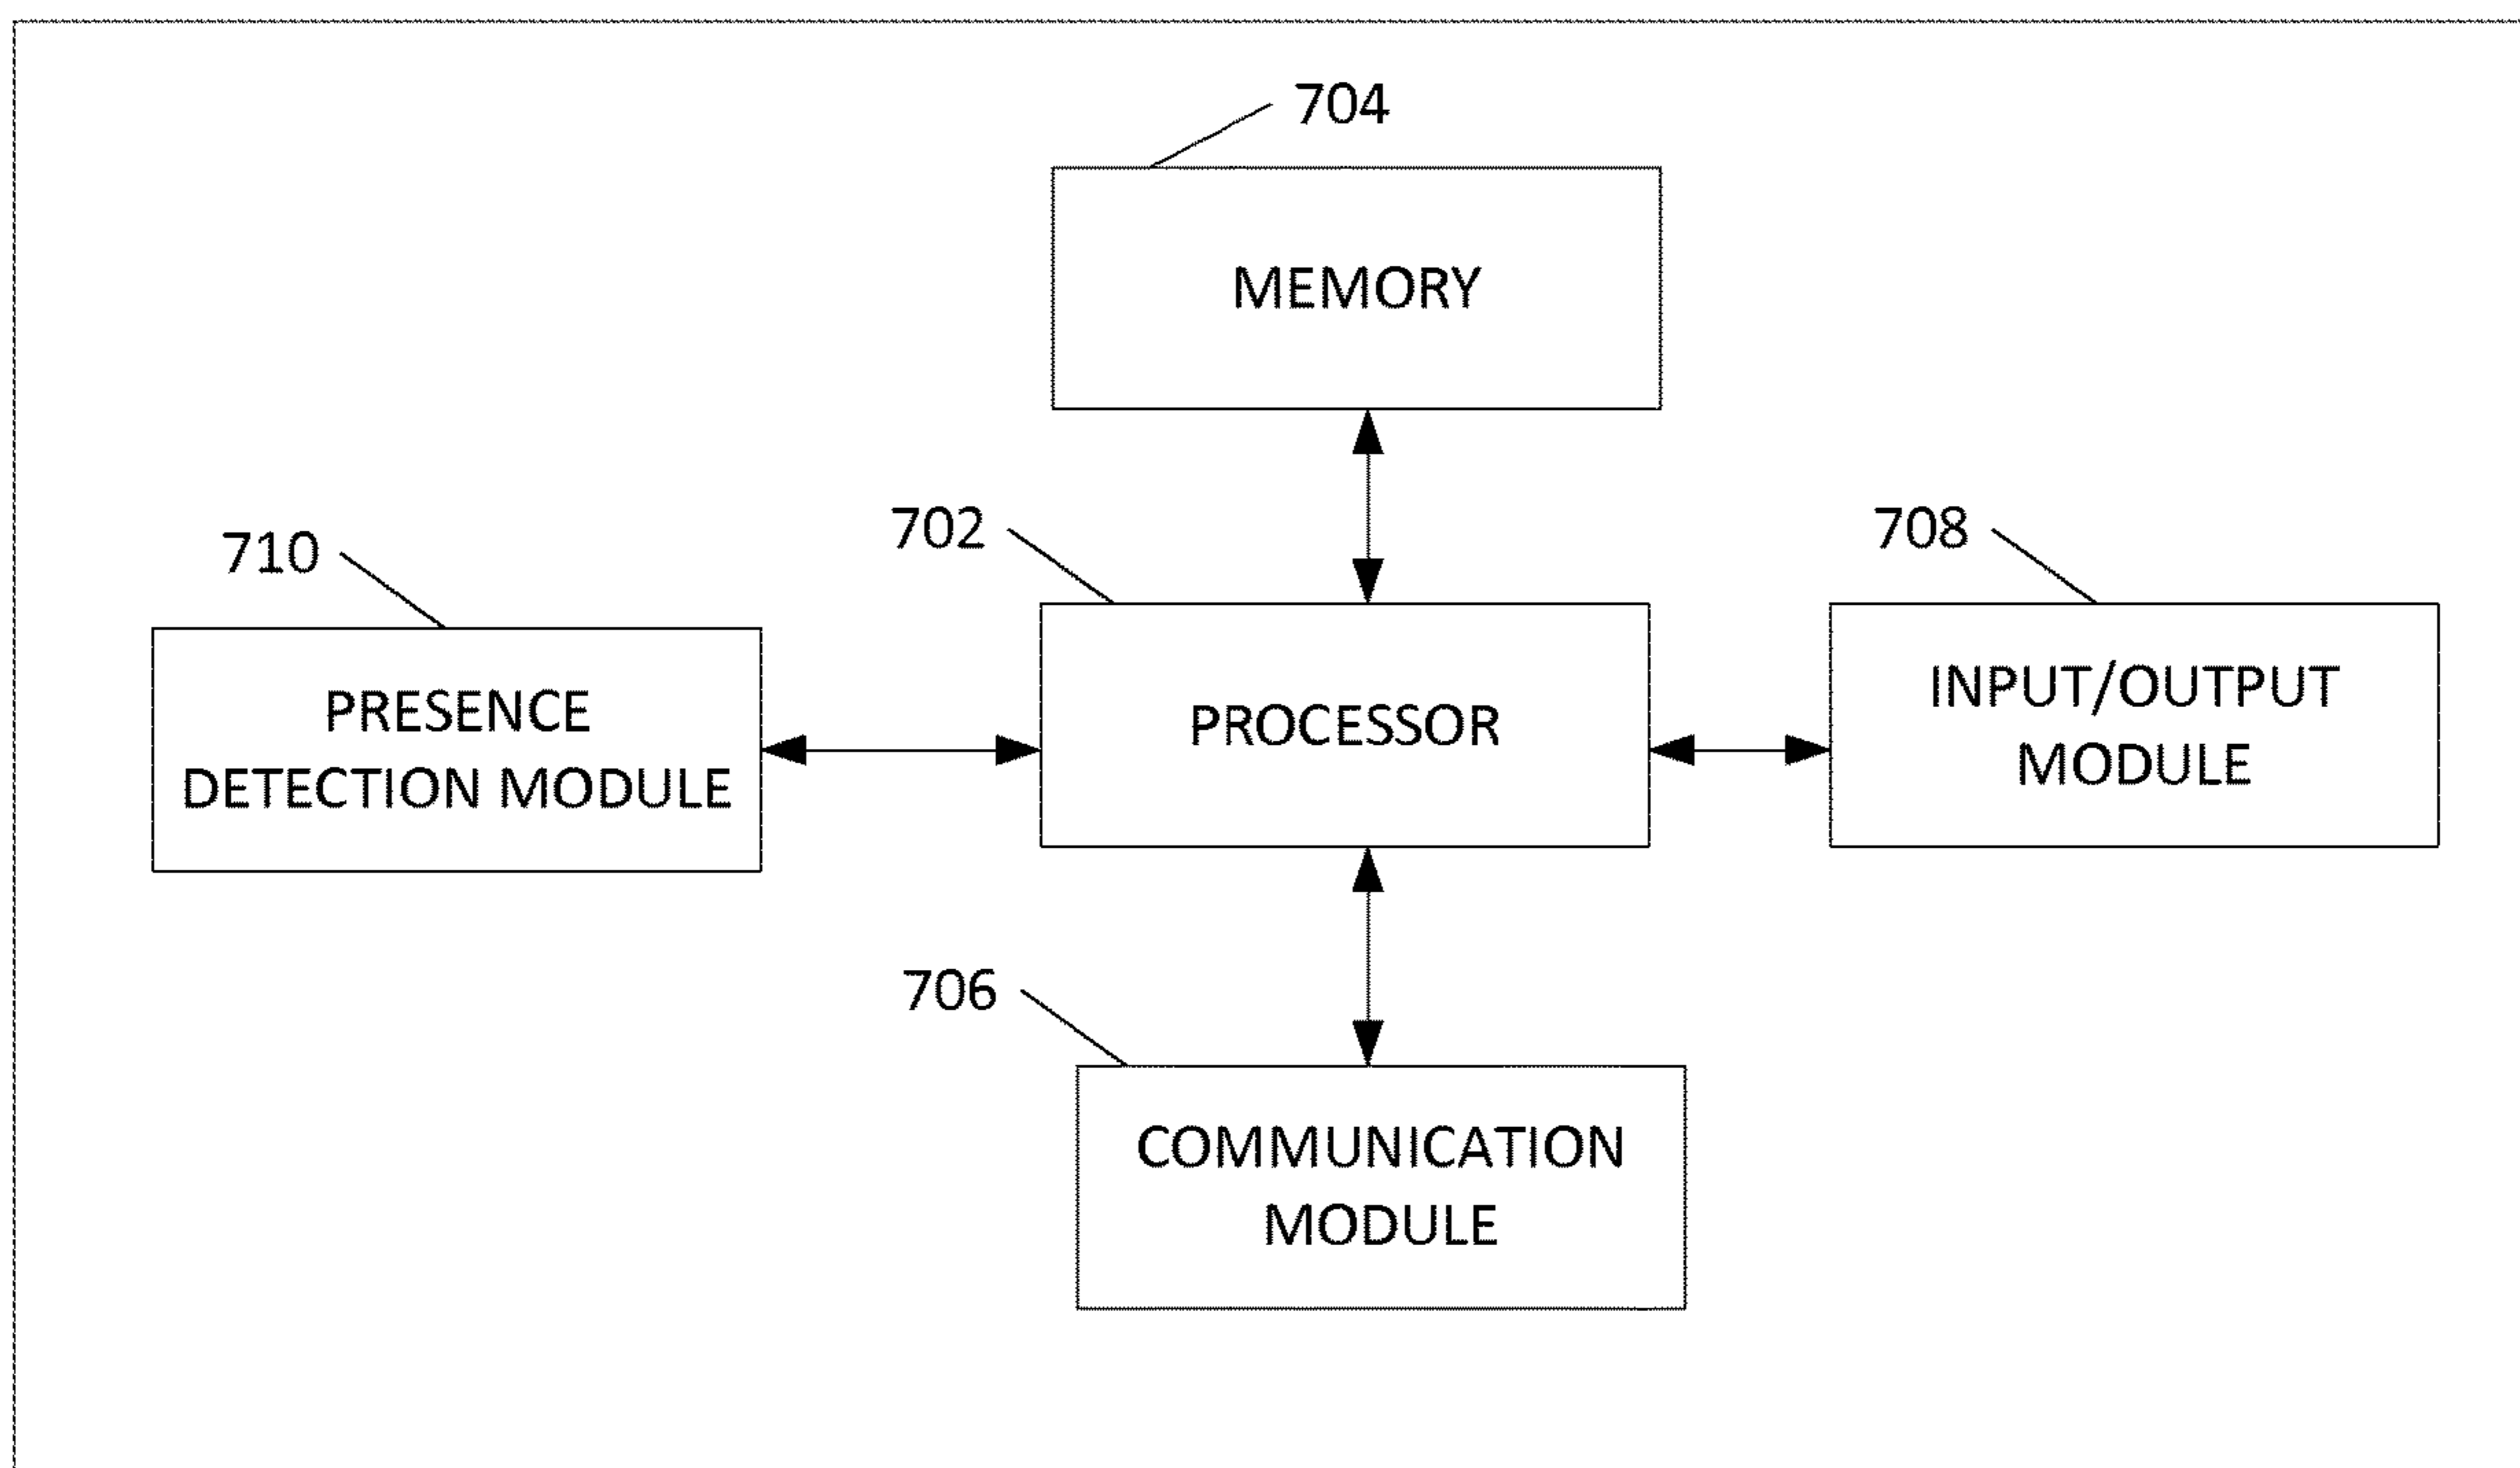 704
MEMORY
702
708
710
PRESENCE
DETECTION MODULE
PROCESSOR
INPUT/OUTPUT
MODULE
706
COMMUNICATION
MODULE